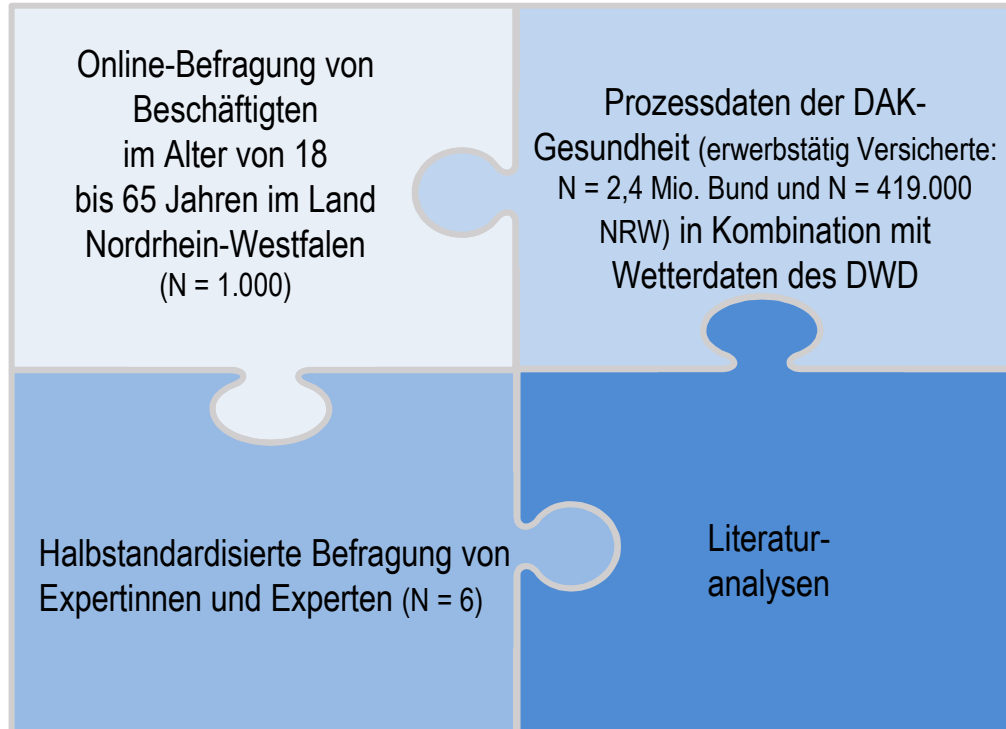 Online-Befragung von
Beschäftigten
im Alter von 18
bis 65 Jahren im Land
Nordrhein-Westfalen
(N = 1.000)
Prozessdaten der DAK-
Gesundheit (erwerbstätig Versicherte:
N = 2,4 Mio. Bund und N = 419.000
NRW) in Kombination mit
Wetterdaten des DWD
Halbstandardisierte Befragung von
Expertinnen und Experten (N = 6)
Literatur-
analysen